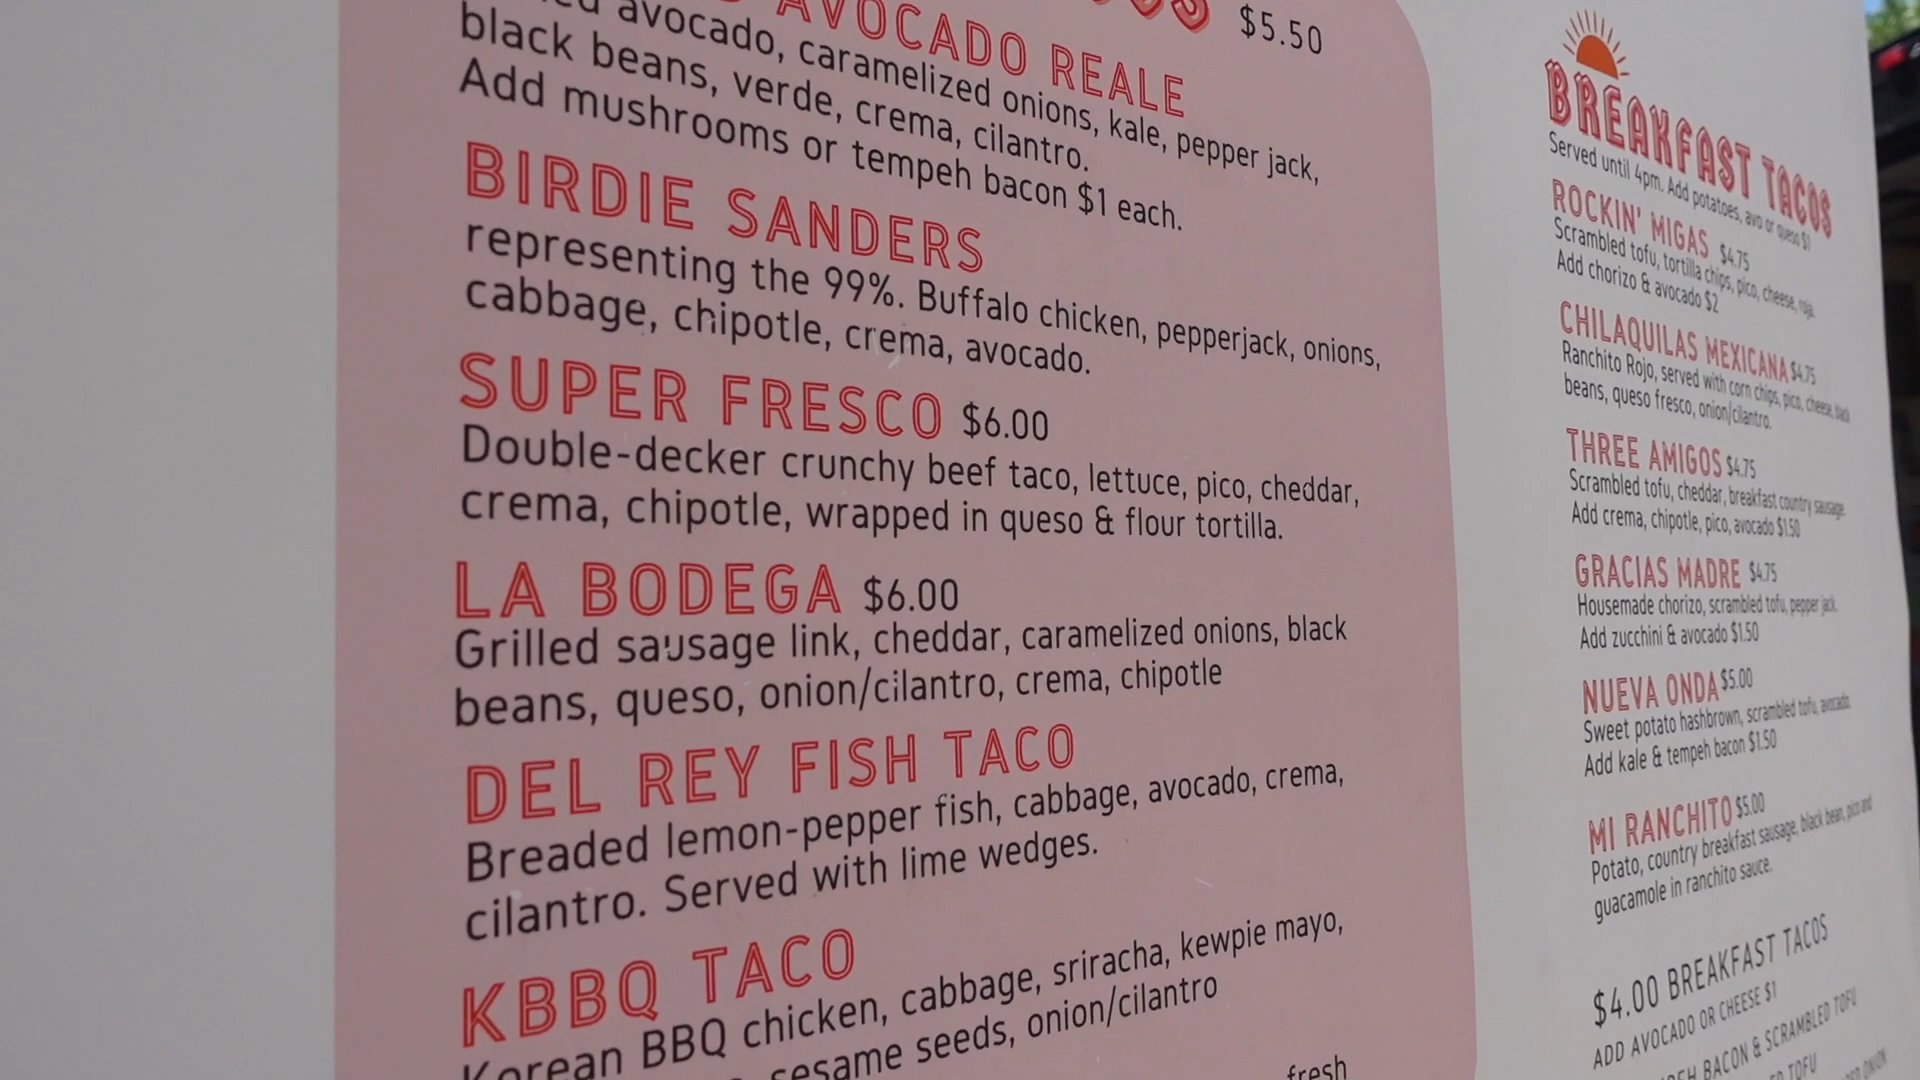 $5.50
AVOCADO REALE
avocado, caramelized onions, kale, pepper jack,
black beans, verde, crema, cilantro.
Add mushrooms or tempeh bacon $1 each.
BIRDIE SANDERS
representing the 99%. Buffalo chicken, pepperjack, onions,
cabbage, chipotle, crema, avocado.
SUPER FRESCO $6.00
Double-decker crunchy beef taco, lettuce, pico, cheddar,
crema, chipotle, wrapped in queso & flour tortilla.
LA BODEGA $6.00
Grilled sausage link, cheddar, caramelized onions, black
beans, queso, onion/cilantro, crema, chipotle
DEL REY FISH TACO
Breaded lemon-pepper fish, cabbage, avocado, crema,
cilantro. Served with lime wedges.
KBBQ TACO
Korean BBQ chicken, cabbage, sriracha, kewpie mayo,
sesame seeds, onion/cilantro
fresh
BREAKFAST TACOS
Served until 4pm. Add potatoes, avo or queso $1
ROCKIN' MIGAS $4.75
Scrambled tofu, tortilla chips, pico, cheese, roja.
Add chorizo & avocado $2
CHILAQUILAS MEXICANA $4.75
Ranchito Rojo, served with corn chips, pico, cheese, black
beans, queso fresco, onion/cilantro.
THREE AMIGOS $4.75
Scrambled tofu, cheddar, breakfast country sausage.
Add crema, chipotle, pico, avocado $1.50
GRACIAS MADRE $4.75
Housemade chorizo, scrambled tofu, pepper jack.
Add zucchini & avocado $1.50
NUEVA ONDA $5.00
Sweet potato hashbrown, scrambled tofu, avocado
Add kale & tempeh bacon $1.50
MI RANCHITO $5.00
Potato, country breakfast sausage, black bean, pico and
guacamole in ranchito sauce.
$4.00 BREAKFAST TACOS
ADD AVOCADO OR CHEESE $1
BACON & SCRAMBLED TOFU
TOFU
ONION